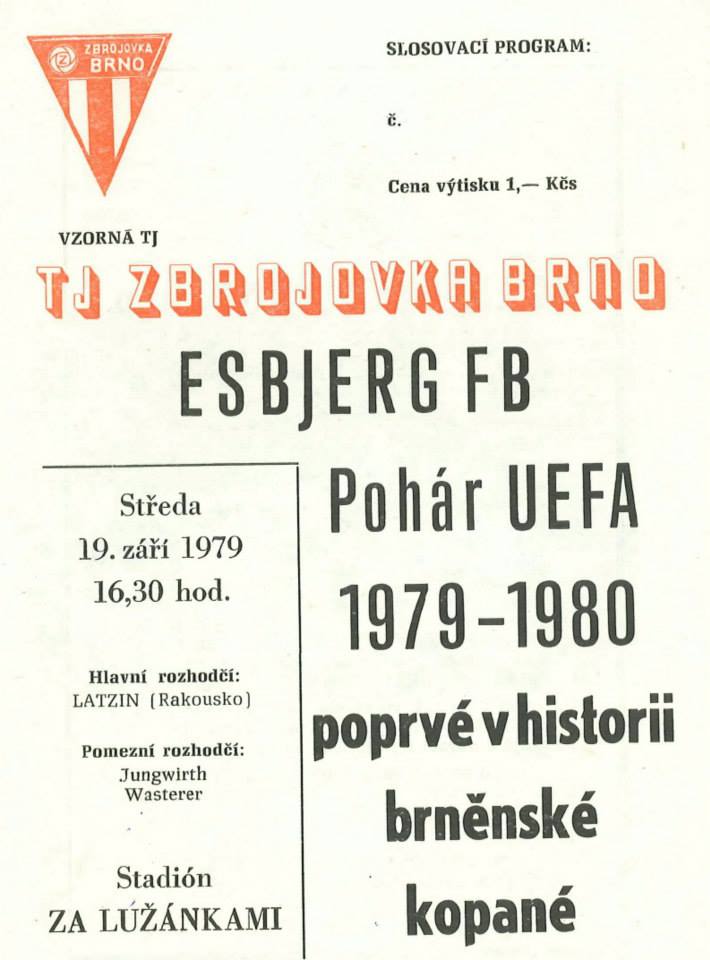 ZBROJOVKA
Z
BRNO
SLOSOVACÍ PROGRAM:
č.
Cena výtisku 1,— Kčs
VZORNÁ TJ
TJ ZBROJOVKA BRNO
ESBJERG FB
Středa
19. září 1979
16,30 hod.
Hlavní rozhodčí:
LATZIN (Rakousko)
Pomezní rozhodčí:
Jungwirth
Wasterer
Stadión
ZA LÚŽÁNKAMI
Pohár UEFA
1979–1980
poprvé v historii
brněnské
kopané